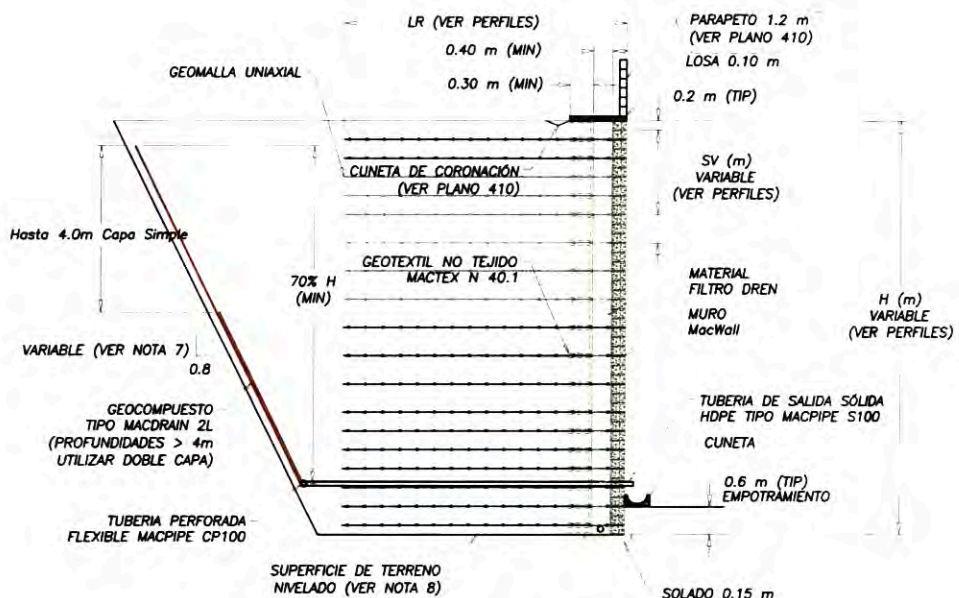 LR (VER PERFILES)
PARAPETO 1.2 m
(VER PLANO 410)
0.40 m (MIN)
LOSA 0.10 m
GEOMALLA UNIAXIAL
0.30 m (MIN)
0.2 m (TIP)
CUNETA DE CORONACIÓN
(VER PLANO 410)
SV (m)
VARIABLE
(VER PERFILES)
Hasta 4.0m Capa Simple
70% H
(MIN)
GEOTEXTIL NO TEJIDO
MACTEX N 40.1
MATERIAL
FILTRO DREN
MURO
MacWall
H (m)
VARIABLE
(VER PERFILES)
VARIABLE (VER NOTA 7)
0.8
GEOCOMPUESTO
TIPO MACDRAIN 2L
(PROFUNDIDADES > 4m
UTILIZAR DOBLE CAPA)
TUBERIA DE SALIDA SÓLIDA
HDPE TIPO MACPIPE S100
CUNETA
0.6 m (TIP)
EMPOTRAMIENTO
TUBERIA PERFORADA
FLEXIBLE MACPIPE CP100
SUPERFICIE DE TERRENO
NIVELADO (VER NOTA 8)
SOLADO 0.15 m